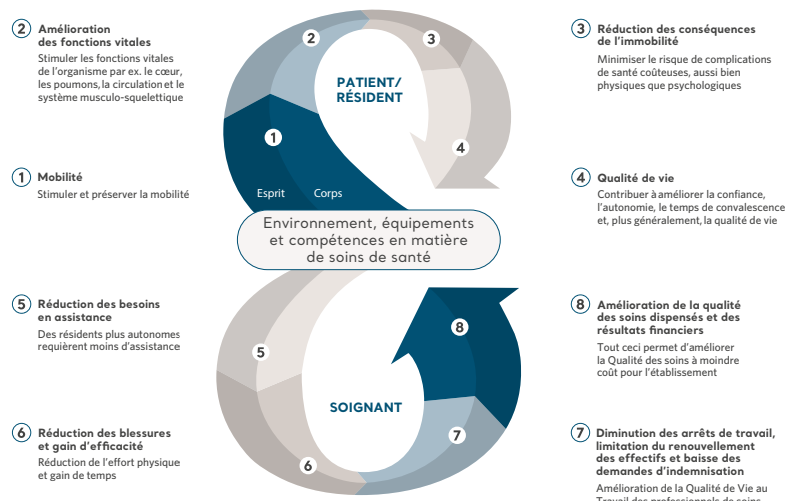 2
Amélioration
des fonctions vitales
Stimuler les fonctions vitales
de l'organisme par ex. le cœur,
les poumons, la circulation et le
système musculo-squelettique
1
Mobilité
Stimuler et préserver la mobilité
5
Réduction des besoins
en assistance
Des résidents plus autonomes
requièrent moins d'assistance
6
Réduction des blessures
et gain d'efficacité
Réduction de l'effort physique
et gain de temps
2
3
PATIENT/
RÉSIDENT
1
4
Esprit Corps
Environnement, équipements
et compétences en matière
de soins de santé
8
5
SOIGNANT
7
6
3
Réduction des conséquences
de l'immobilité
Minimiser le risque de complications
de santé coûteuses, aussi bien
physiques que psychologiques
4
Qualité de vie
Contribuer à améliorer la confiance,
l'autonomie, le temps de convalescence
et, plus généralement, la qualité de vie
8
Amélioration de la qualité
des soins dispensés et des
résultats financiers
Tout ceci permet d'améliorer
la Qualité des soins à moindre
coût pour l'établissement
7
Diminution des arrêts de travail,
limitation du renouvellement
des effectifs et baisse des
demandes d'indemnisation
Amélioration de la Qualité de Vie au
Travail des professionnels de soins